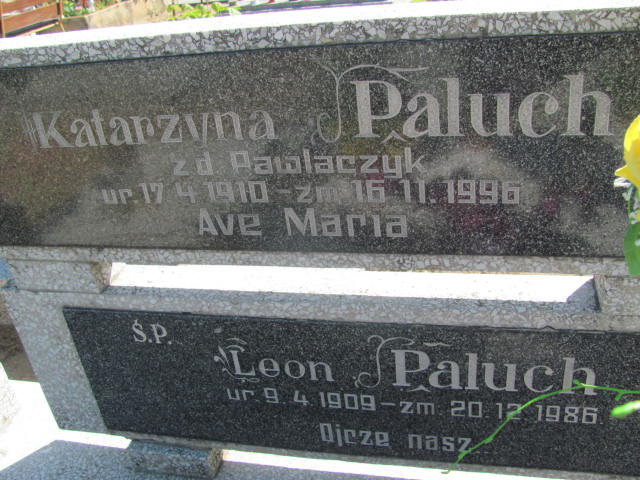 Katarzyna Paluch
z d. Pawlaczyk
ur 17 4 1910 - zm 16 11. 1996
Ave Maria
Ś.P.
Leon Paluch
ur 9. 4 1909 - zm 20. 12. 1986
Ojcze nasz